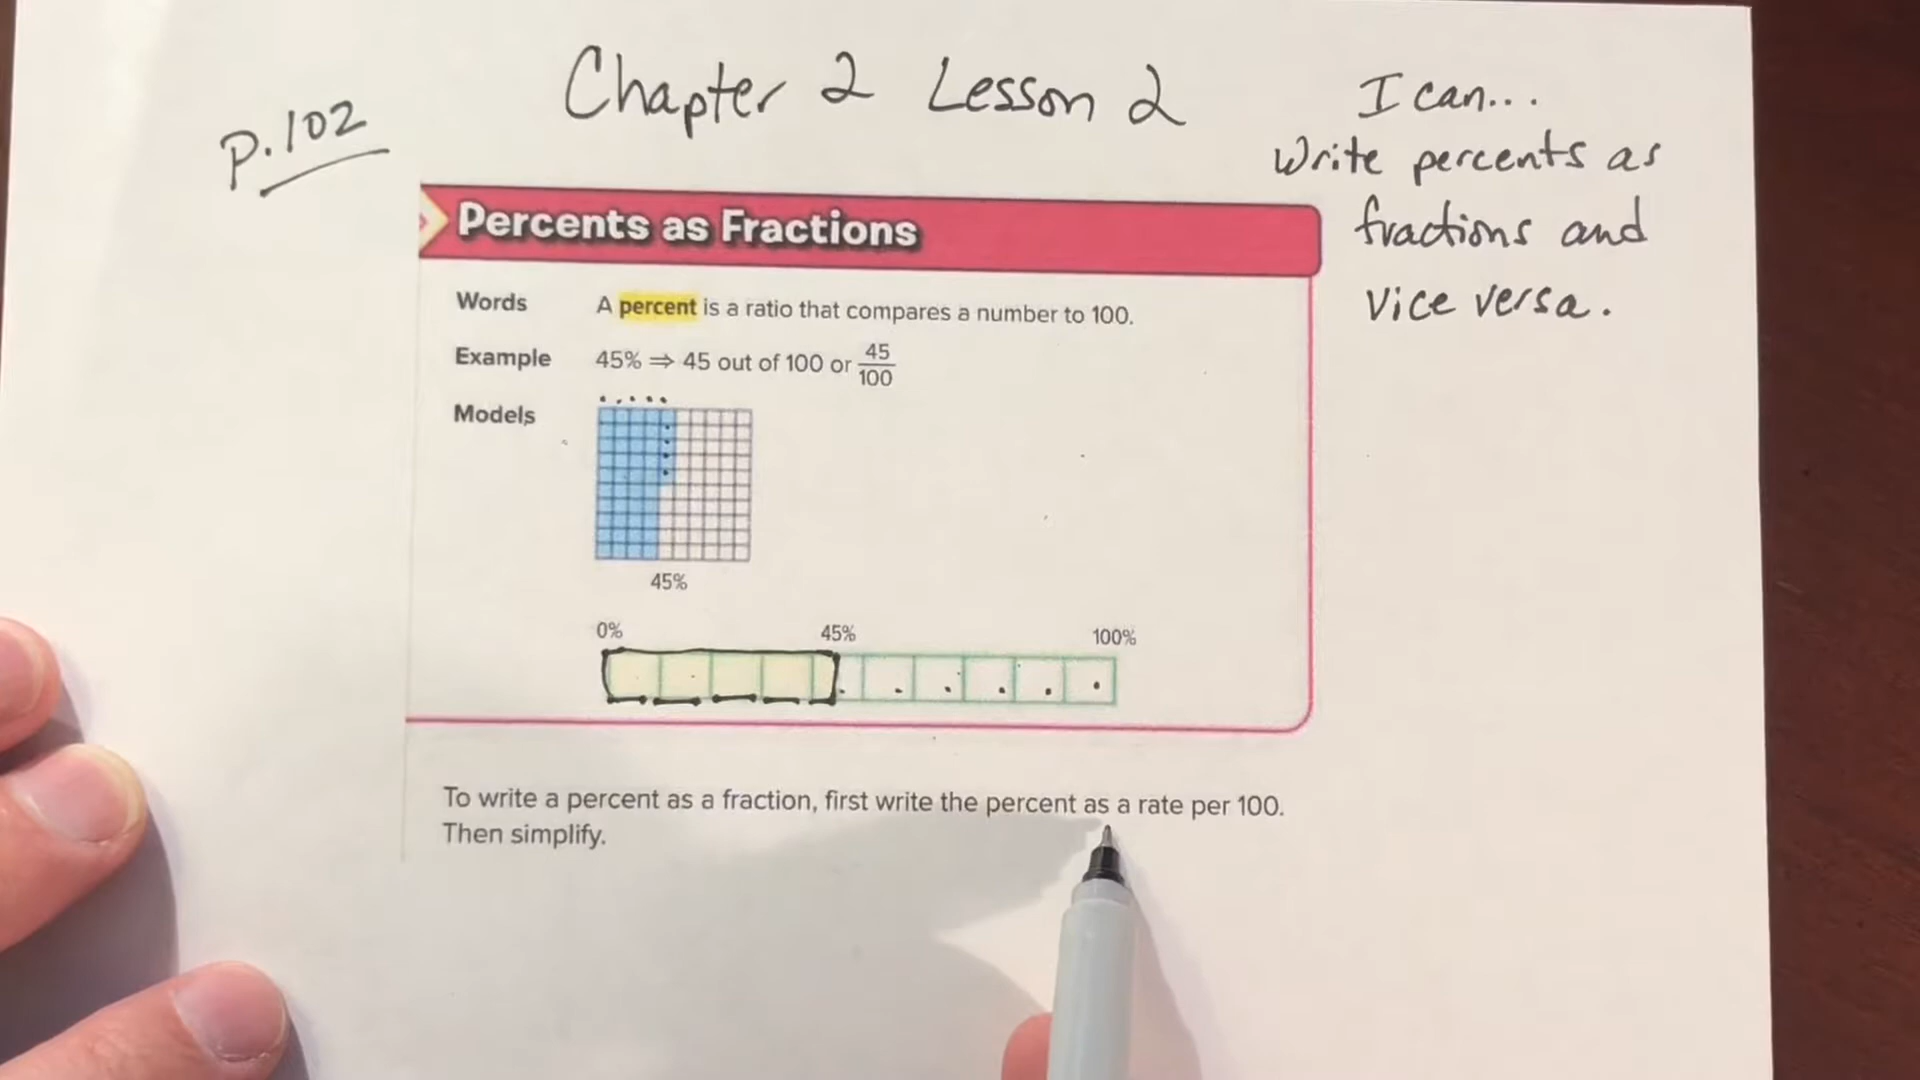 Chapter 2 Lesson 2
p.102
I can...
Write percents as
fractions and
vice versa.
Percents as Fractions
Words A percent is a ratio that compares a number to 100.
Example 45% ⇒ 45 out of 100 or 45/100
Models
45%
0% 45% 100%
To write a percent as a fraction, first write the percent as a rate per 100.
Then simplify.